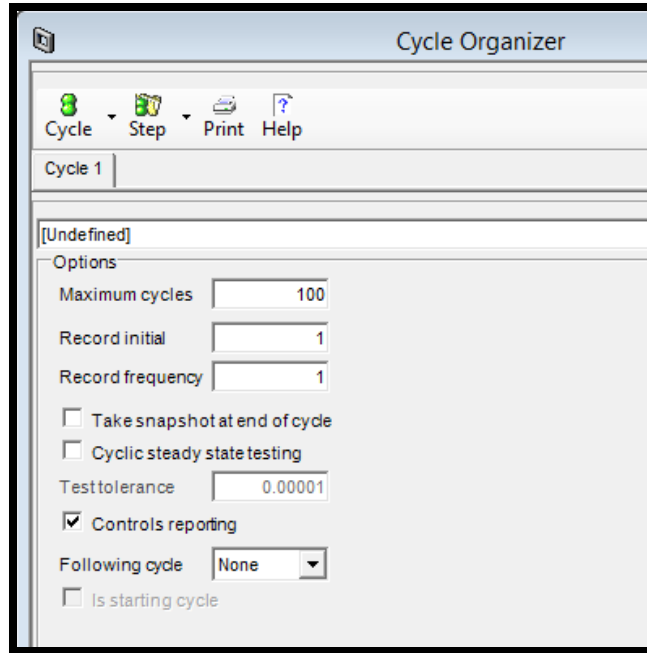 Cycle Organizer
Cycle Step Print Help
Cycle 1
[Undefined]
Options
Maximum cycles 100
Record initial 1
Record frequency 1
Take snapshot at end of cycle
Cyclic steady state testing
Test tolerance 0.00001
Controls reporting
Following cycle None
Is starting cycle